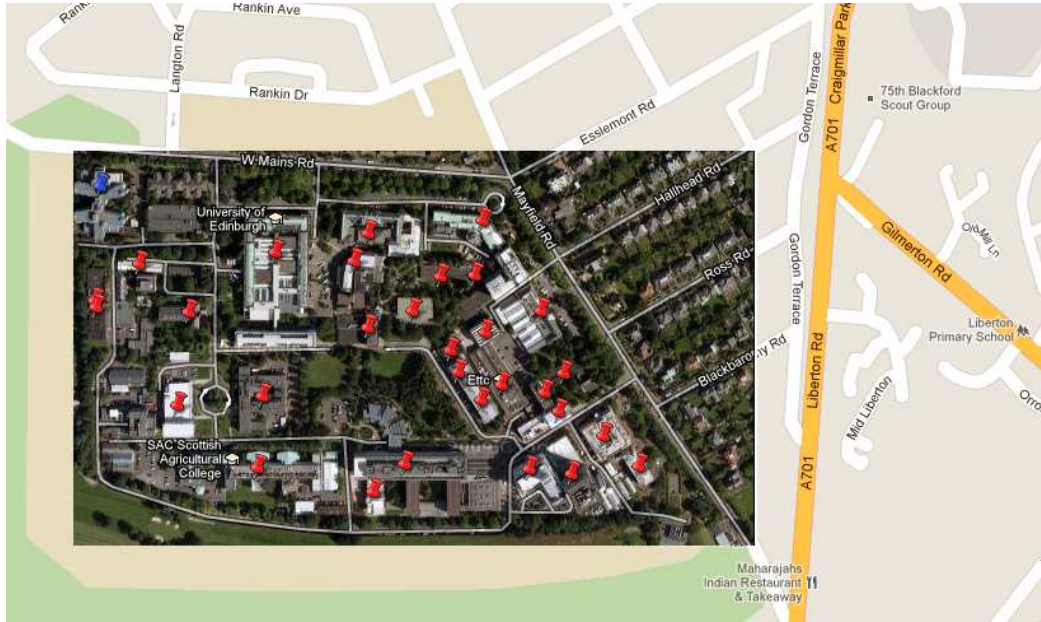 Rankin Ave
Ranki
Langton Rd
Rankin Dr
Esslemont Rd
Gordon Terrace
A701
Craigmillar Park
75th Blackford
Scout Group
W Mains Rd
Mayfield Rd
Hallhead Rd
University of
Edinburgh
Ross Rd
Old Mill Ln
Gilmerton Rd
Gordon Terrace
Liberton
Primary School
Blackbarony Rd
Liberton Rd
Ettc
Mid Liberton
Orro
SAC Scottish
Agricultural
College
A701
Maharajahs
Indian Restaurant
& Takeaway